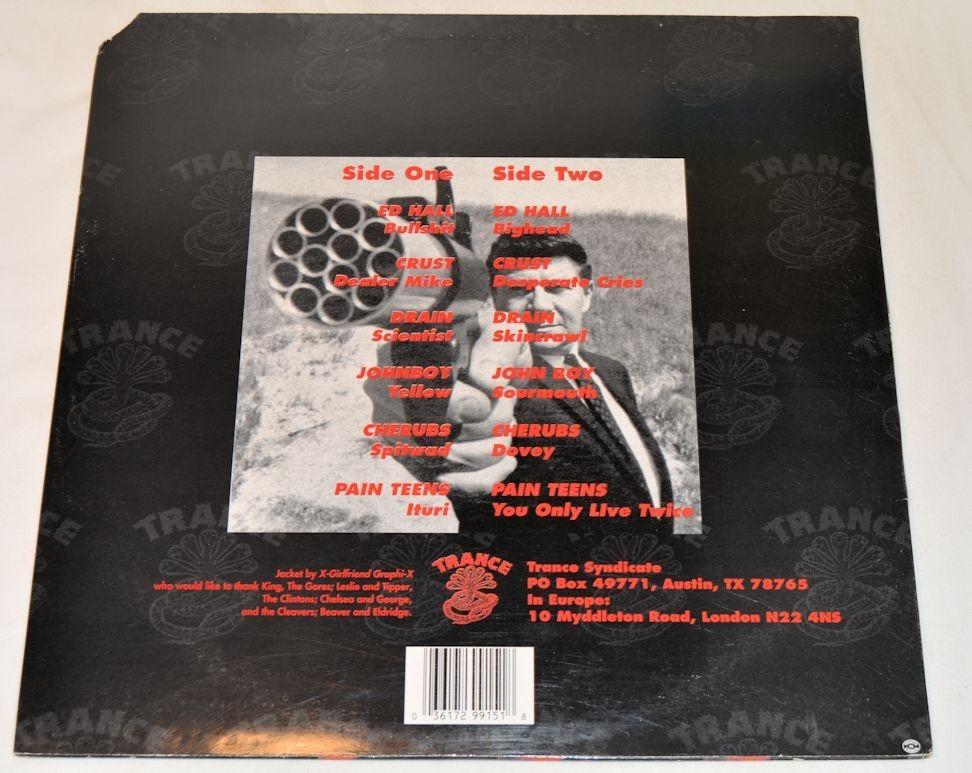 Side One
ED HALL
Bullshit
CRUST
Dealer Mike
DRAIN
Scientist
JOHNBOY
Yellow
CHERUBS
Spitwad
PAIN TEENS
Ituri
Side Two
ED HALL
Bighead
CRUST
Desperate Cries
DRAIN
Skincrawl
JOHN BOY
Sourmouth
CHERUBS
Dovey
PAIN TEENS
You Only LIve Twice
Jacket by X-Girlfriend Graphi-X
who would like to thank King, The Gores; Leslie and Tipper,
The Clintons; Chelsea and George,
and the Cleavers; Beaver and Eldridge.
TRANCE
Trance Syndicate
PO Box 49771, Austin, TX 78765
In Europe:
10 Myddleton Road, London N22 4NS
0 36172 99151 8
TRANCE
TRANCE
TRANCE
TRANCE
TRANCE
TRANCE
TRANCE
TRANCE
TRANCE